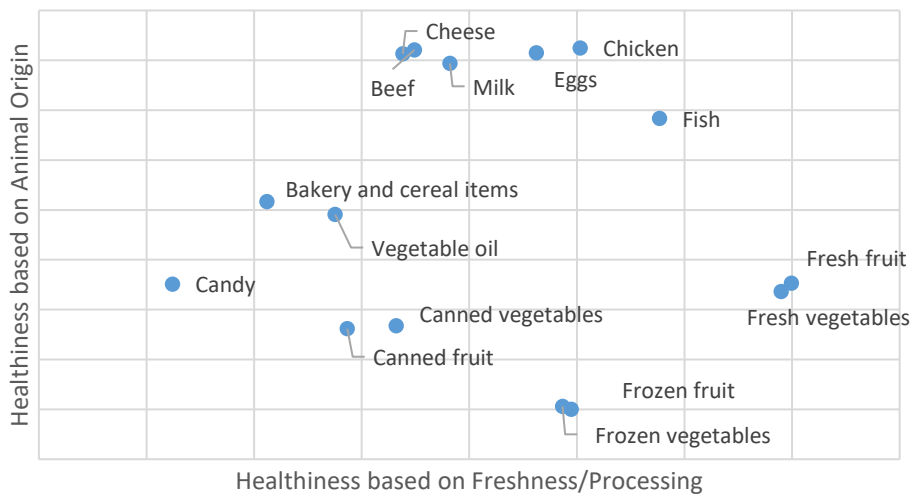 Healthiness based on Animal Origin
Cheese
Chicken
Beef
Milk
Eggs
Fish
Bakery and cereal items
Vegetable oil
Fresh fruit
Candy
Canned vegetables
Fresh vegetables
Canned fruit
Frozen fruit
Frozen vegetables
Healthiness based on Freshness/Processing